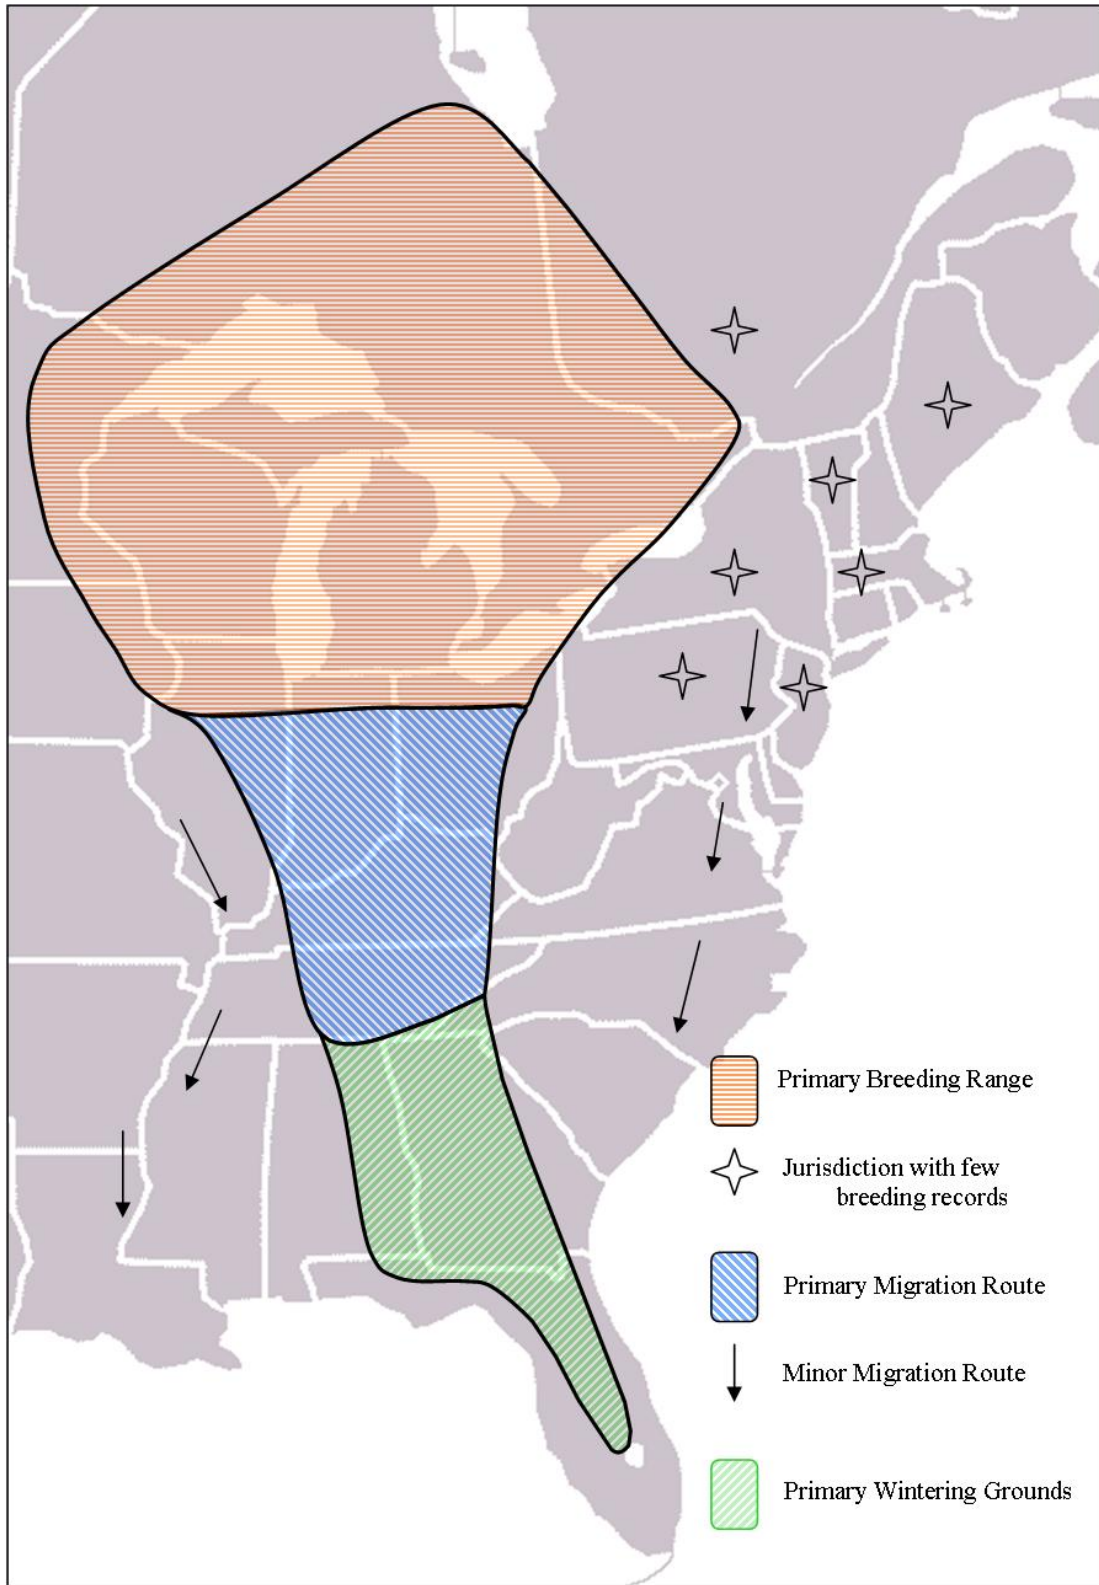 Primary Breeding Range
Jurisdiction with few
breeding records
Primary Migration Route
Minor Migration Route
Primary Wintering Grounds